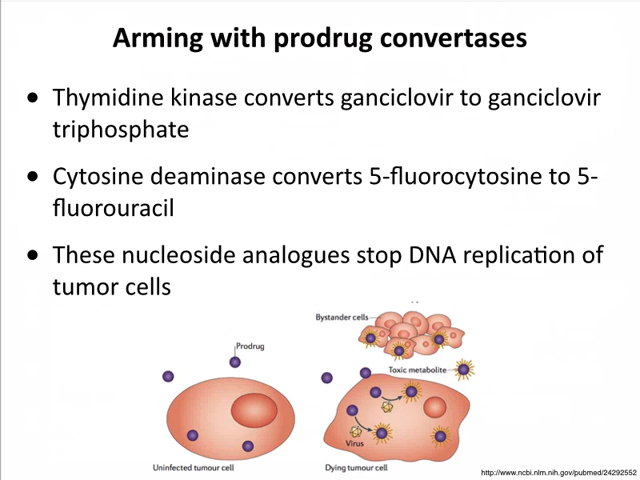 Arming with prodrug convertases
• Thymidine kinase converts ganciclovir to ganciclovir
triphosphate
• Cytosine deaminase converts 5-fluorocytosine to 5-
fluorouracil
• These nucleoside analogues stop DNA replication of
tumor cells
Bystander cells
Prodrug
Toxic metabolite
Virus
Uninfected tumour cell
Dying tumour cell
http://www.ncbi.nlm.nih.gov/pubmed/24292552